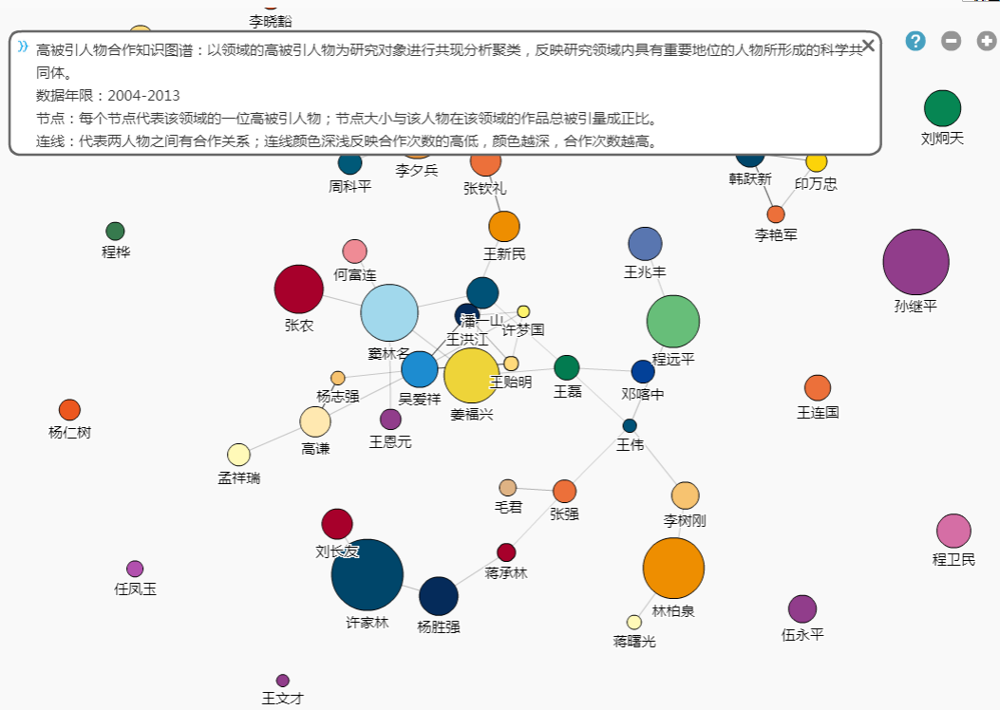 李晓豁
高被引人物合作知识图谱：以领域的高被引人物为研究对象进行共现分析聚类，反映研究领域内具有重要地位的人物所形成的科学共
同体。
数据年限：2004-2013
节点：每个节点代表该领域的一位高被引人物；节点大小与该人物在该领域的作品总被引量成正比。
连线：代表两人物之间有合作关系；连线颜色深浅反映合作次数的高低，颜色越深，合作次数越高。
?
刘炯天
周科平
李夕兵
张钦礼
韩跃新
印万忠
李艳军
程桦
王新民
何富连
王兆丰
孙继平
张农
潘一山
许梦国
王洪江
窦林名
程远平
王贻明
杨志强
吴爱祥
王磊
邓喀中
姜福兴
王连国
杨仁树
高谦
王恩元
王伟
孟祥瑞
毛君
张强
李树刚
刘长友
程卫民
蒋承林
任凤玉
许家林
杨胜强
林柏泉
伍永平
蒋曙光
王文才